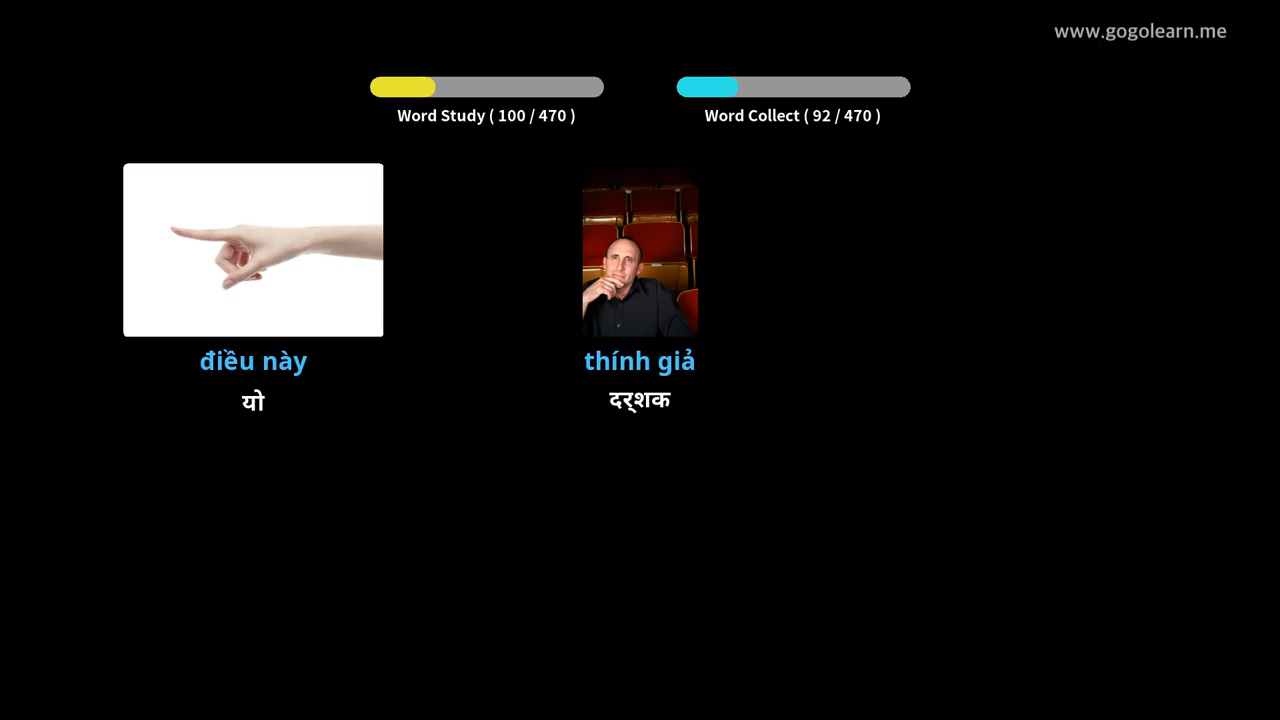 www.gogolearn.me
Word Study ( 100 / 470 )
Word Collect ( 92 / 470 )
điều này
thính giả
यो
दर्शक